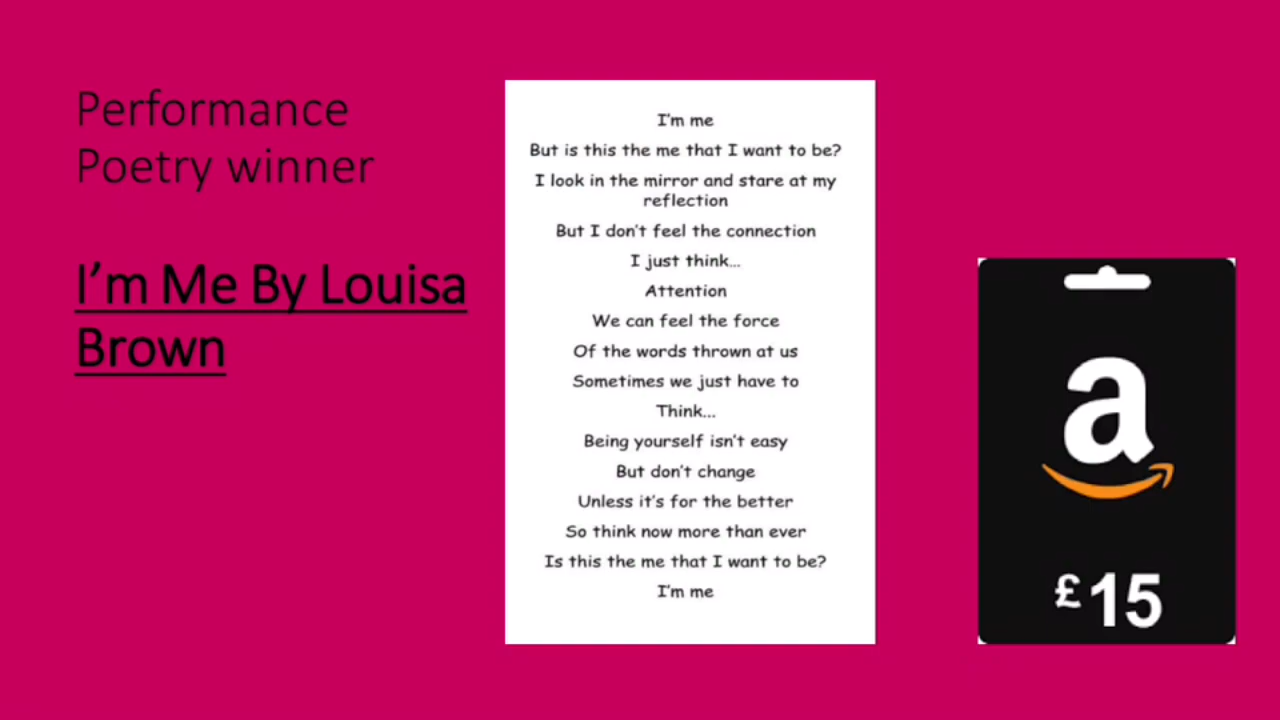 Performance
Poetry winner
I'm Me By Louisa
Brown
I'm me
But is this the me that I want to be?
I look in the mirror and stare at my
reflection
But I don't feel the connection
I just think...
Attention
We can feel the force
Of the words thrown at us
Sometimes we just have to
Think...
Being yourself isn't easy
But don't change
Unless it's for the better
So think now more than ever
Is this the me that I want to be?
I'm me
a
£15